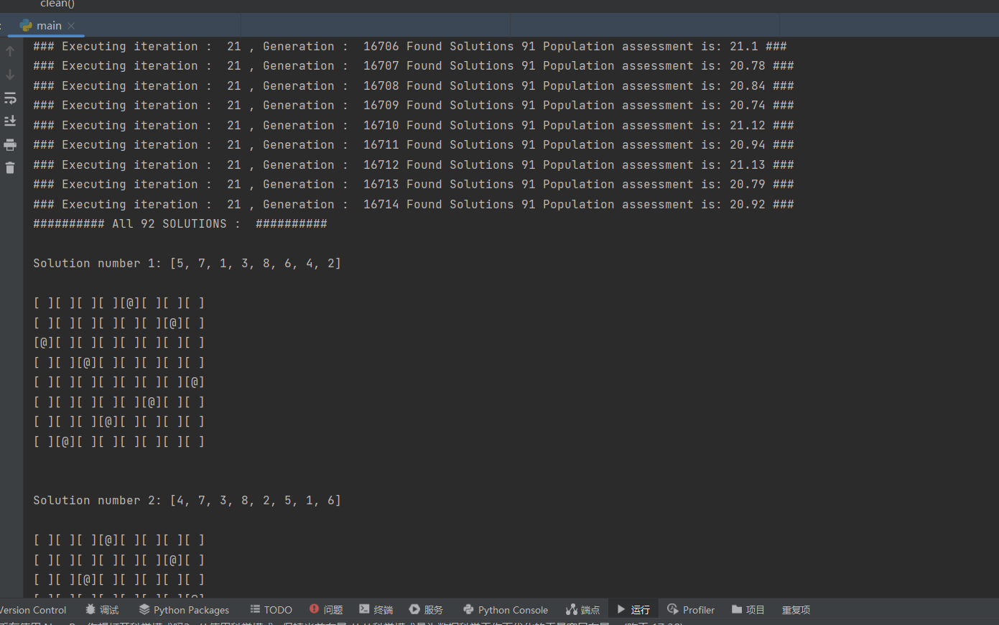 clean()
main
### Executing iteration :  21 , Generation :  16706 Found Solutions 91 Population assessment is: 21.1 ###
### Executing iteration :  21 , Generation :  16707 Found Solutions 91 Population assessment is: 20.78 ###
### Executing iteration :  21 , Generation :  16708 Found Solutions 91 Population assessment is: 20.84 ###
### Executing iteration :  21 , Generation :  16709 Found Solutions 91 Population assessment is: 20.74 ###
### Executing iteration :  21 , Generation :  16710 Found Solutions 91 Population assessment is: 21.12 ###
### Executing iteration :  21 , Generation :  16711 Found Solutions 91 Population assessment is: 20.94 ###
### Executing iteration :  21 , Generation :  16712 Found Solutions 91 Population assessment is: 21.13 ###
### Executing iteration :  21 , Generation :  16713 Found Solutions 91 Population assessment is: 20.79 ###
### Executing iteration :  21 , Generation :  16714 Found Solutions 91 Population assessment is: 20.92 ###
########## All 92 SOLUTIONS :  ##########
Solution number 1: [5, 7, 1, 3, 8, 6, 4, 2]
[ ][ ][ ][ ][@][ ][ ][ ]
[ ][ ][ ][ ][ ][ ][@][ ]
[@][ ][ ][ ][ ][ ][ ][ ]
[ ][ ][@][ ][ ][ ][ ][ ]
[ ][ ][ ][ ][ ][ ][ ][@]
[ ][ ][ ][ ][ ][@][ ][ ]
[ ][ ][ ][@][ ][ ][ ][ ]
[ ][@][ ][ ][ ][ ][ ][ ]
Solution number 2: [4, 7, 3, 8, 2, 5, 1, 6]
[ ][ ][ ][@][ ][ ][ ][ ]
[ ][ ][ ][ ][ ][ ][@][ ]
[ ][ ][@][ ][ ][ ][ ][ ]
[ ][ ][ ][ ][ ][ ][ ][@]
Version Control 调试 Python Packages TODO 问题 终端 服务 Python Console 端点 运行 Profiler 项目 重复项